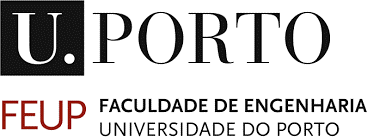 U. PORTO
FEUP FACULDADE DE ENGENHARIA
UNIVERSIDADE DO PORTO